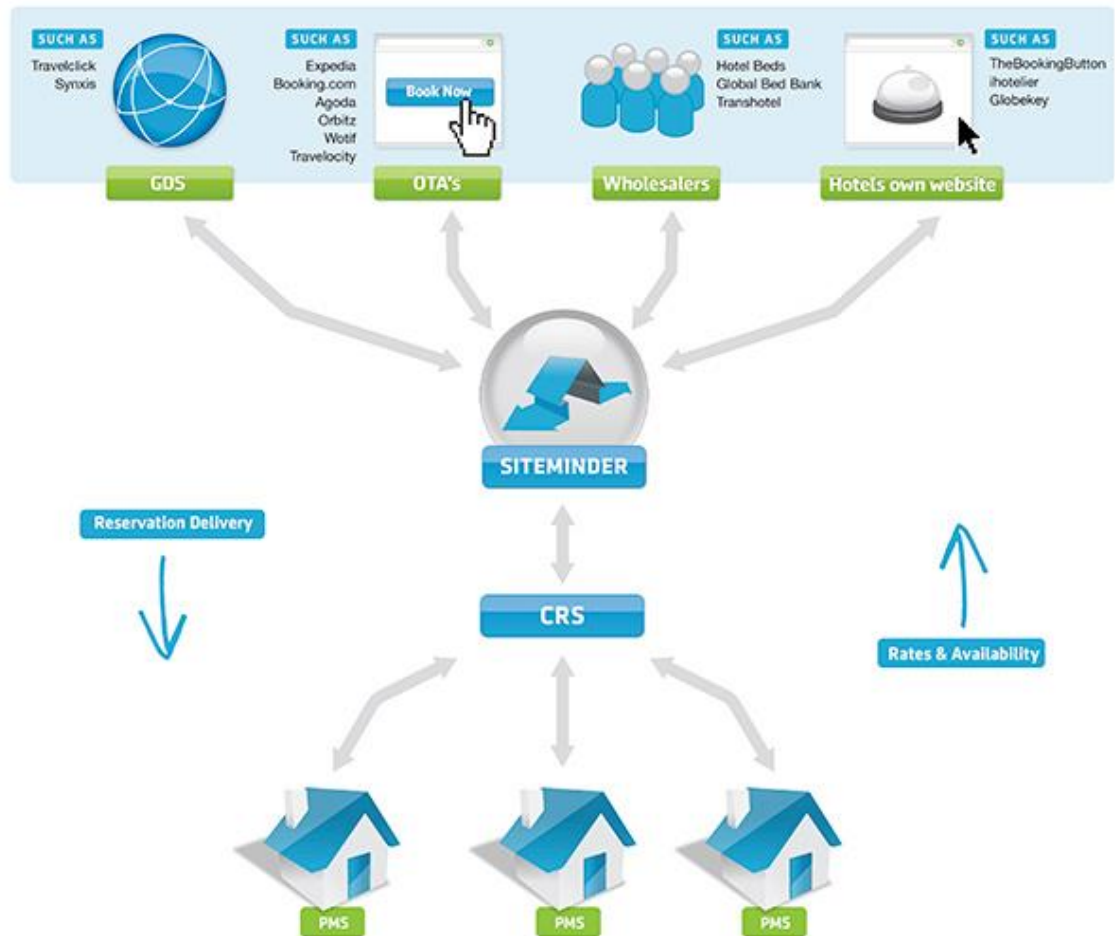 SUCH AS
Travelclick
Synxis
GDS
SUCH AS
Expedia
Booking.com
Agoda
Orbitz
Wotif
Travelocity
Book Now
OTA's
SUCH AS
Hotel Beds
Global Bed Bank
Transhotel
Wholesalers
SUCH AS
TheBookingButton
ihotelier
Globekey
Hotels own website
SITEMINDER
Reservation Delivery
CRS
Rates & Availability
PMS
PMS
PMS